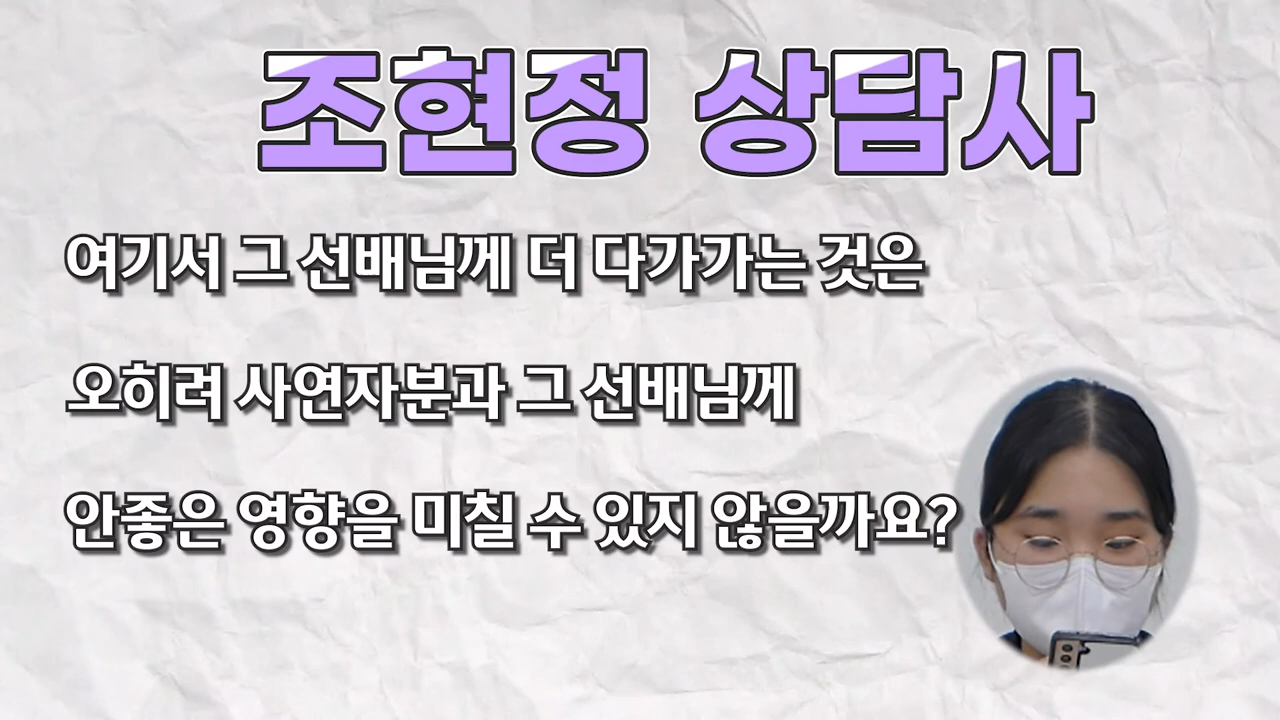 조현정 상담사
여기서 그 선배님께 더 다가가는 것은
오히려 사연자분과 그 선배님께
안좋은 영향을 미칠 수 있지 않을까요?